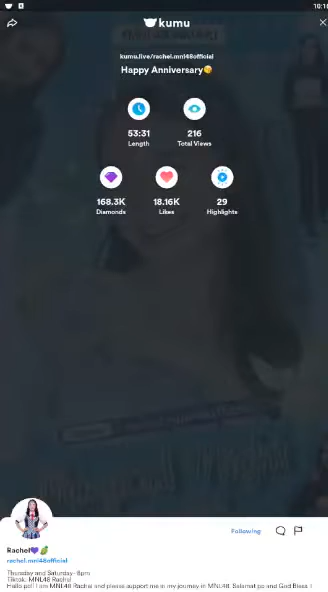 10:16
kumu
kumu.live/rachel.mnl48official
Happy Anniversary😘
53:31
Length
216
Total Views
168.3K
Diamonds
18.16K
Likes
29
Highlights
Following
Rachel💜🍐
rachel.mnl48official
Thursday and Saturday- 8pm
Tiktok: MNL48 Rachel
Hello po!! I am MNL48 Rachel and please support me in my journey in MNL48. Salamat po and God Bless !